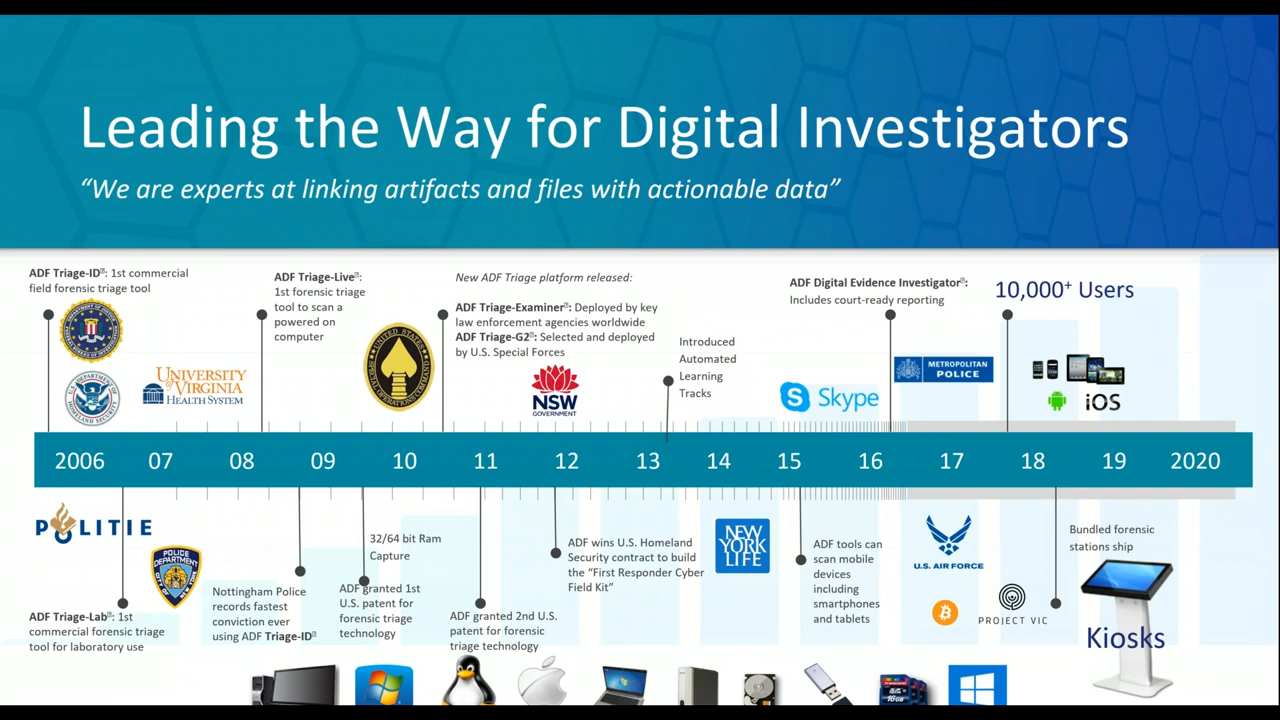 Leading the Way for Digital Investigators
“We are experts at linking artifacts and files with actionable data”
ADF Triage-ID: 1st commercial
field forensic triage tool
ADF Triage-Live:
1st forensic triage
tool to scan a
powered on
computer
New ADF Triage platform released:
ADF Triage-Examiner: Deployed by key
law enforcement agencies worldwide
ADF Triage-G2: Selected and deployed
by U.S. Special Forces
Introduced
Automated
Learning
Tracks
ADF Digital Evidence Investigator:
Includes court-ready reporting
10,000+ Users
UNIVERSITY
of VIRGINIA
HEALTH SYSTEM
UNITED STATES
SPECIAL OPERATIONS COMMAND
NSW
GOVERNMENT
Skype
METROPOLITAN
POLICE
iOS
2006 07 08 09 10 11 12 13 14 15 16 17 18 19 2020
POLITIE
POLICE
DEPARTMENT
ADF Triage-Lab: 1st
commercial forensic triage
tool for laboratory use
Nottingham Police
records fastest
conviction ever
using ADF Triage-ID
32/64 bit Ram
Capture
ADF granted 1st
U.S. patent for
forensic triage
technology
ADF granted 2nd U.S.
patent for forensic
triage technology
ADF wins U.S. Homeland
Security contract to build
the “First Responder Cyber
Field Kit”
NEW
YORK
LIFE
ADF tools can
scan mobile
devices
including
smartphones
and tablets
U.S. AIR FORCE
PROJECT VIC
Bundled forensic
stations ship
Kiosks
16GB